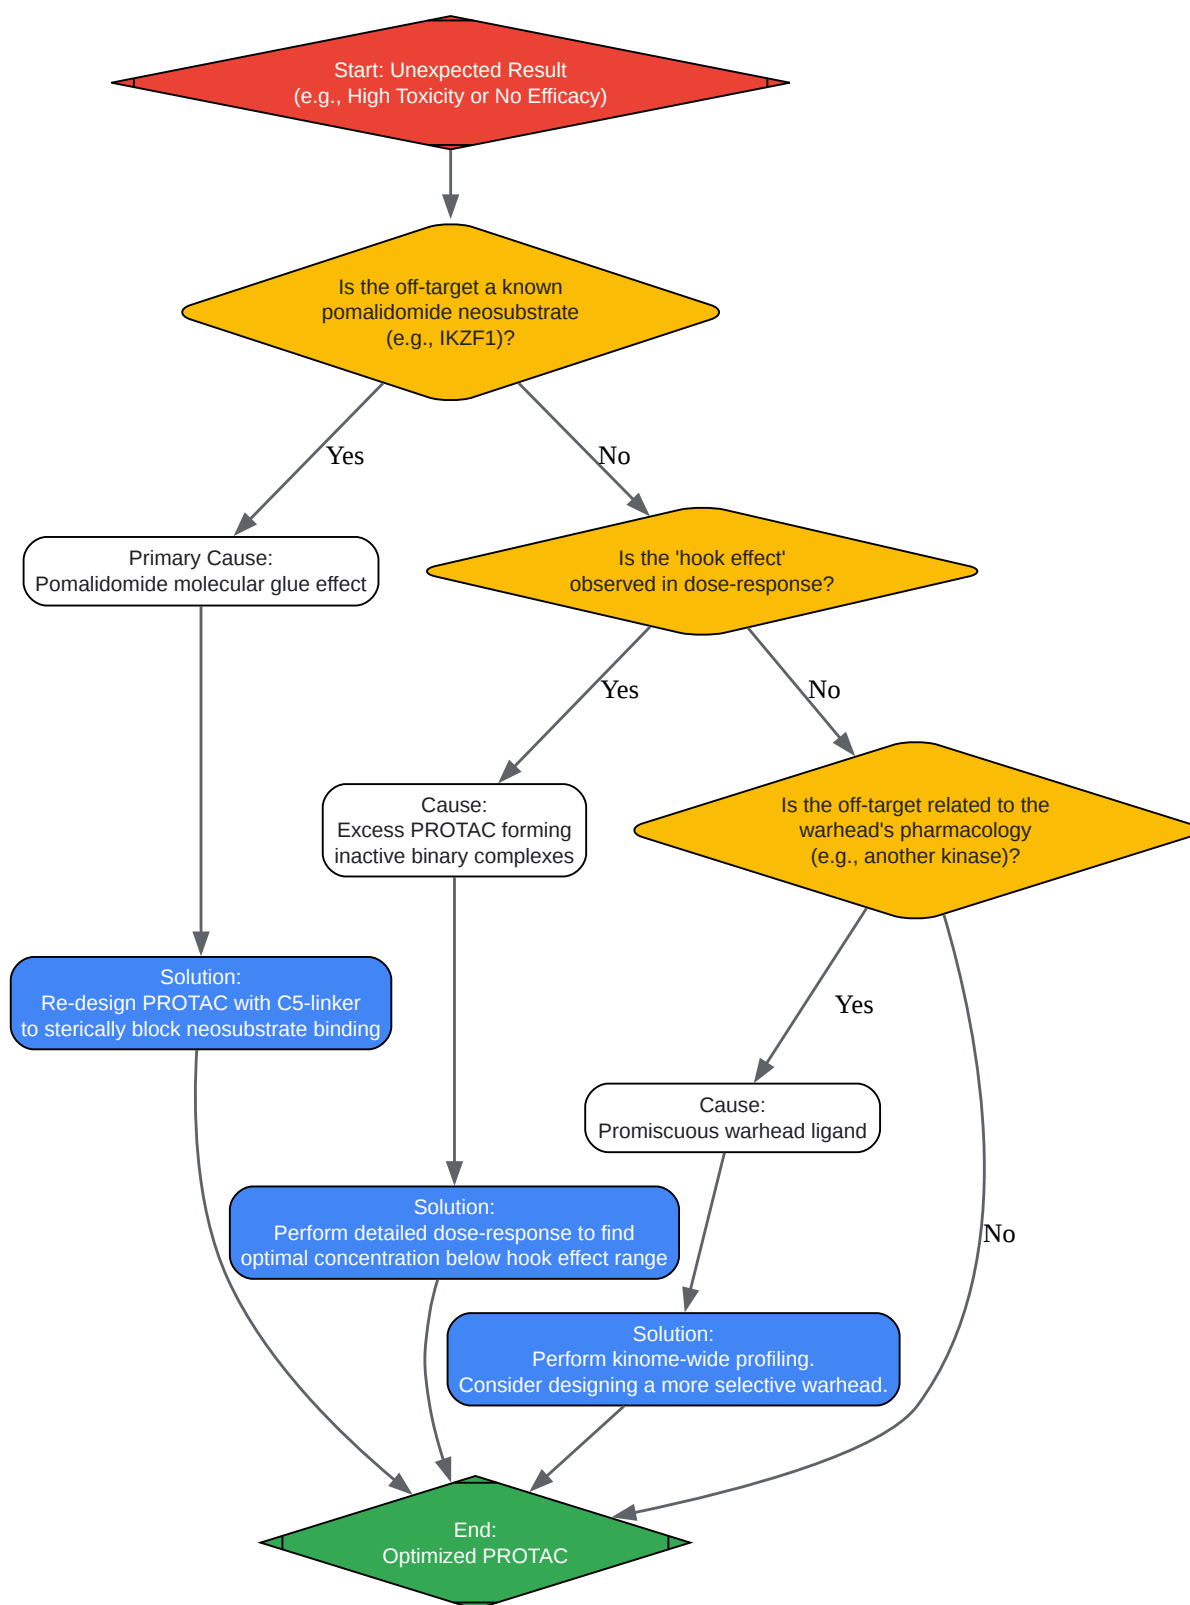 Start: Unexpected Result
(e.g., High Toxicity or No Efficacy)
Is the off-target a known
pomalidomide neosubstrate
(e.g., IKZF1)?
Yes
No
Primary Cause:
Pomalidomide molecular glue effect
Is the 'hook effect'
observed in dose-response?
Yes
No
Cause:
Excess PROTAC forming
inactive binary complexes
Is the off-target related to the
warhead's pharmacology
(e.g., another kinase)?
Solution:
Re-design PROTAC with C5-linker
to sterically block neosubstrate binding
Yes
Cause:
Promiscuous warhead ligand
Solution:
Perform detailed dose-response to find
optimal concentration below hook effect range
No
Solution:
Perform kinome-wide profiling.
Consider designing a more selective warhead.
End:
Optimized PROTAC